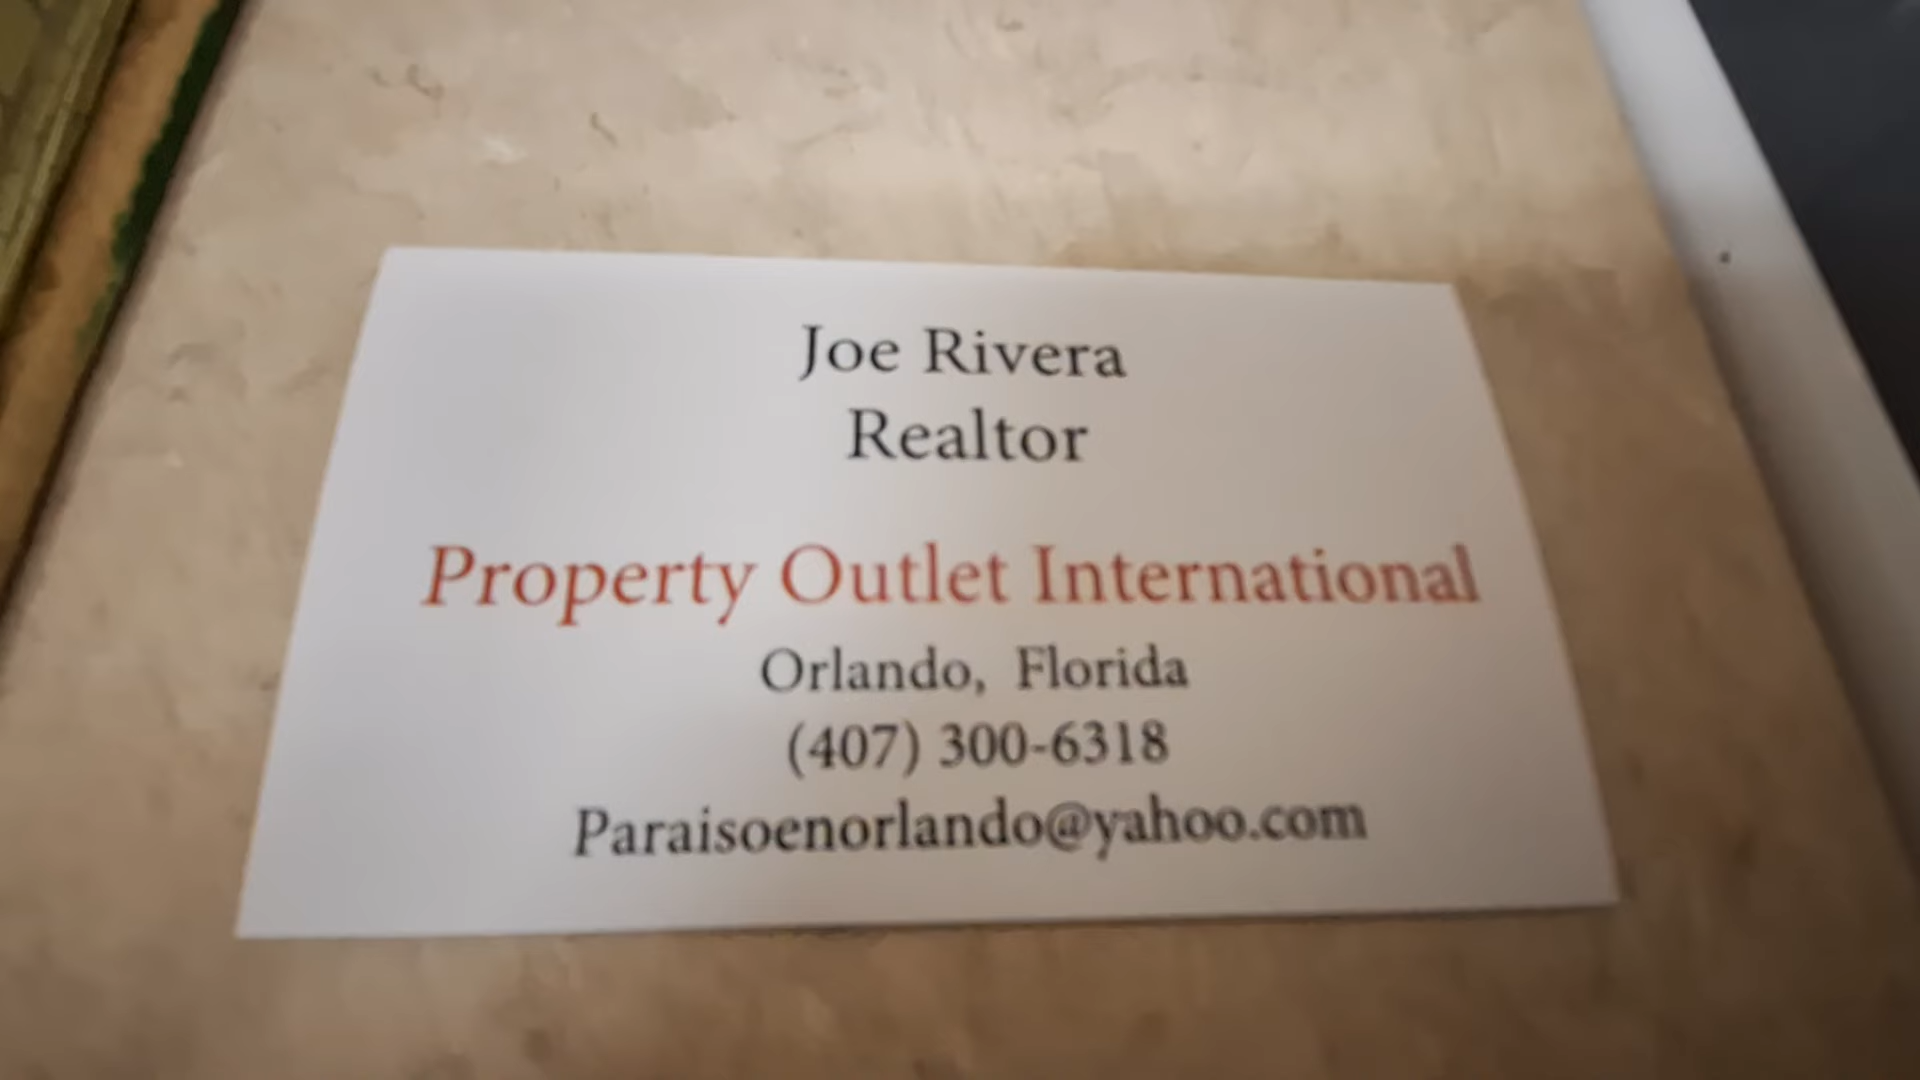 Joe Rivera
Realtor
Property Outlet International
Orlando, Florida
(407) 300-6318
Paraisoenorlando@yahoo.com